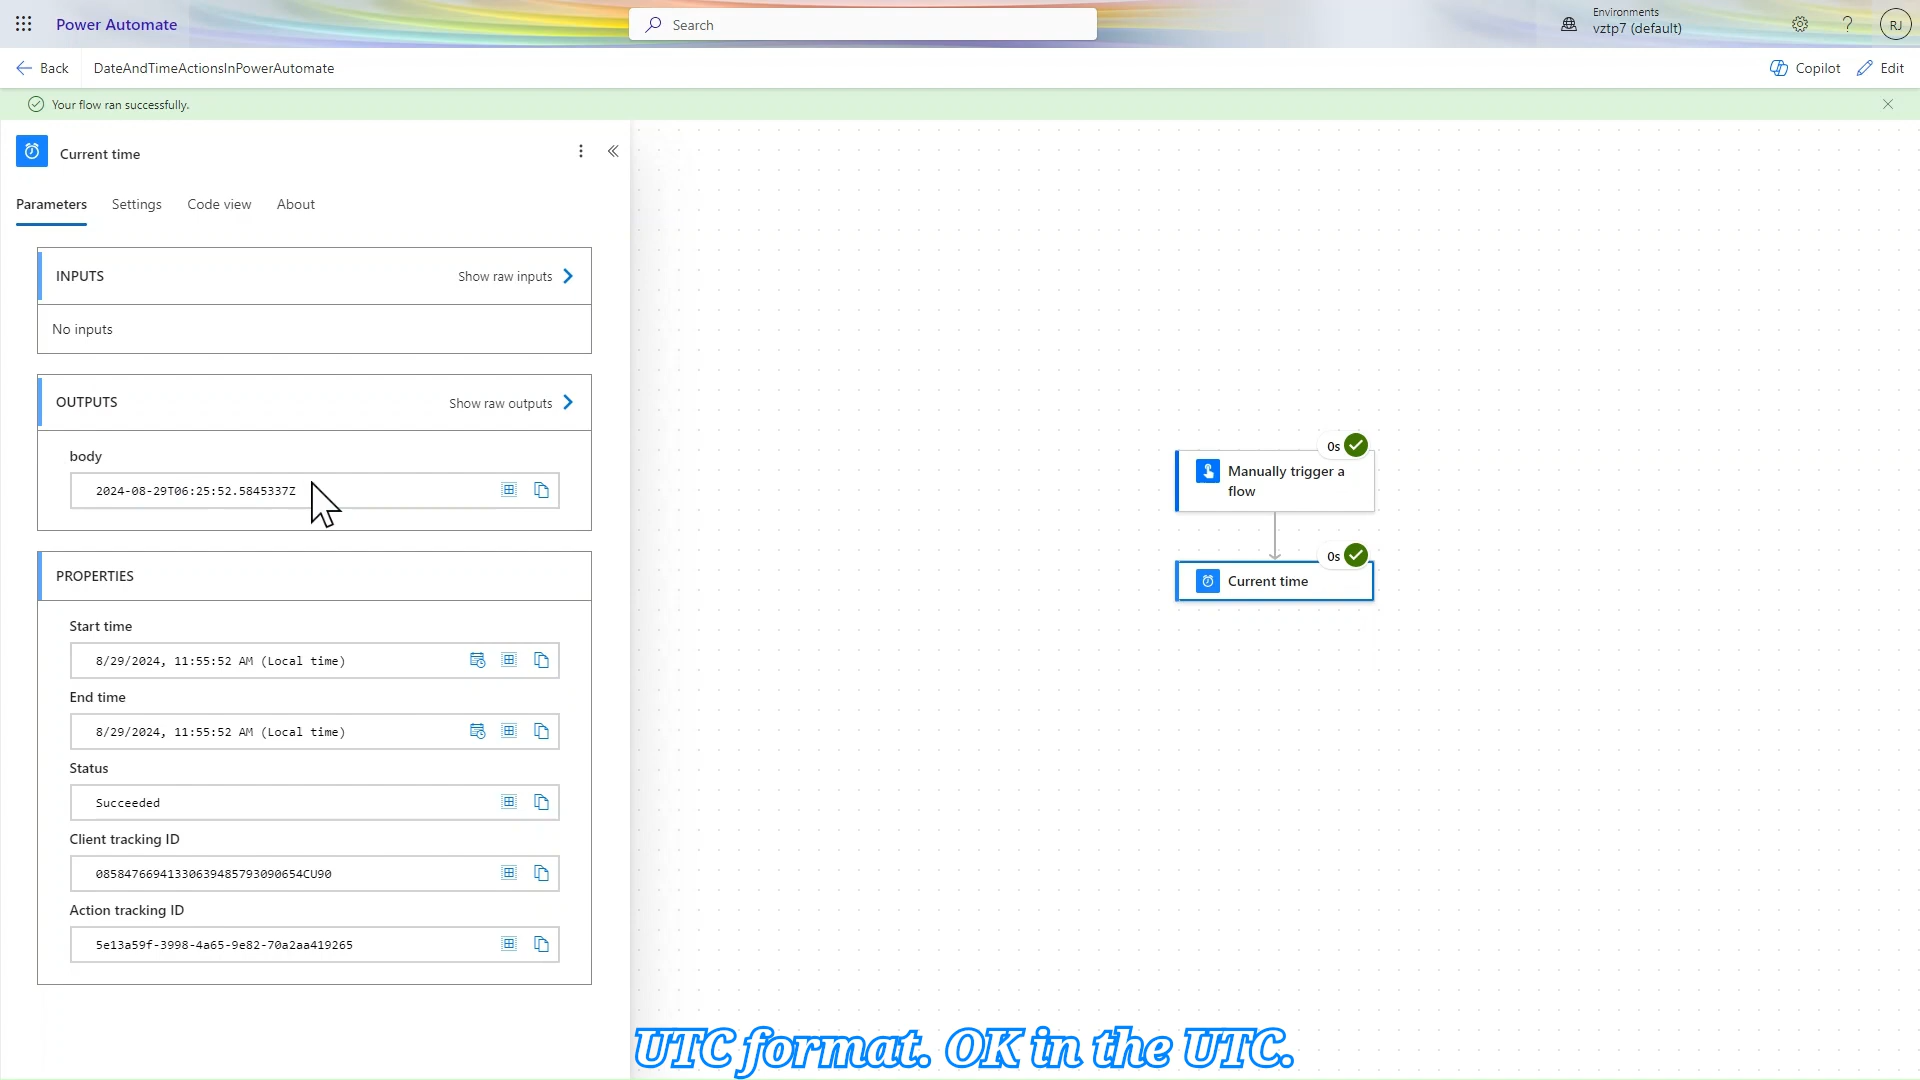 Power Automate
Search
Environments
vztp7 (default)
?
RJ
Back
DateAndTimeActionsInPowerAutomate
Copilot
Edit
Your flow ran successfully.
Current time
Parameters
Settings
Code view
About
INPUTS
Show raw inputs
No inputs
OUTPUTS
Show raw outputs
body
2024-08-29T06:25:52.5845337Z
PROPERTIES
Start time
8/29/2024, 11:55:52 AM (Local time)
End time
8/29/2024, 11:55:52 AM (Local time)
Status
Succeeded
Client tracking ID
08584766941330639485793090654CU90
Action tracking ID
5e13a59f-3998-4a65-9e82-70a2aa419265
0s
Manually trigger a
flow
0s
Current time
UTC format. OK in the UTC.